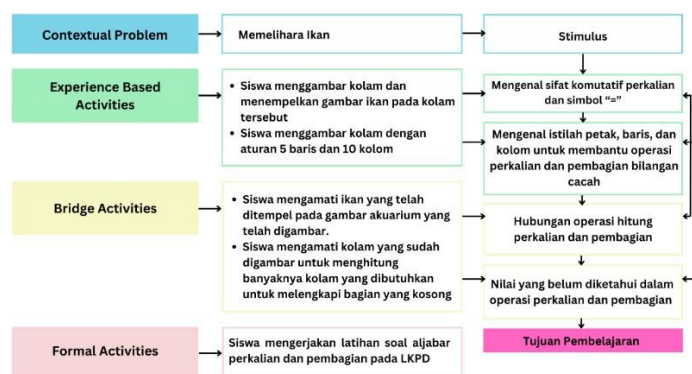 Contextual Problem
Memelihara Ikan
Stimulus
Experience Based
Activities
• Siswa menggambar kolam dan
menempelkan gambar ikan pada kolam
tersebut
• Siswa menggambar kolam dengan
aturan 5 baris dan 10 kolom
Mengenal sifat komutatif perkalian
dan simbol "="
Mengenal istilah petak, baris, dan
kolom untuk membantu operasi
perkalian dan pembagian bilangan
cacah
Bridge Activities
• Siswa mengamati ikan yang telah
ditempel pada gambar akuarium yang
telah digambar.
• Siswa mengamati kolam yang sudah
digambar untuk menghitung
banyaknya kolam yang dibutuhkan
untuk melengkapi bagian yang kosong
Hubungan operasi hitung
perkalian dan pembagian
Nilai yang belum diketahui dalam
operasi perkalian dan pembagian
Formal Activities
Siswa mengerjakan latihan soal aljabar
perkalian dan pembagian pada LKPD
Tujuan Pembelajaran